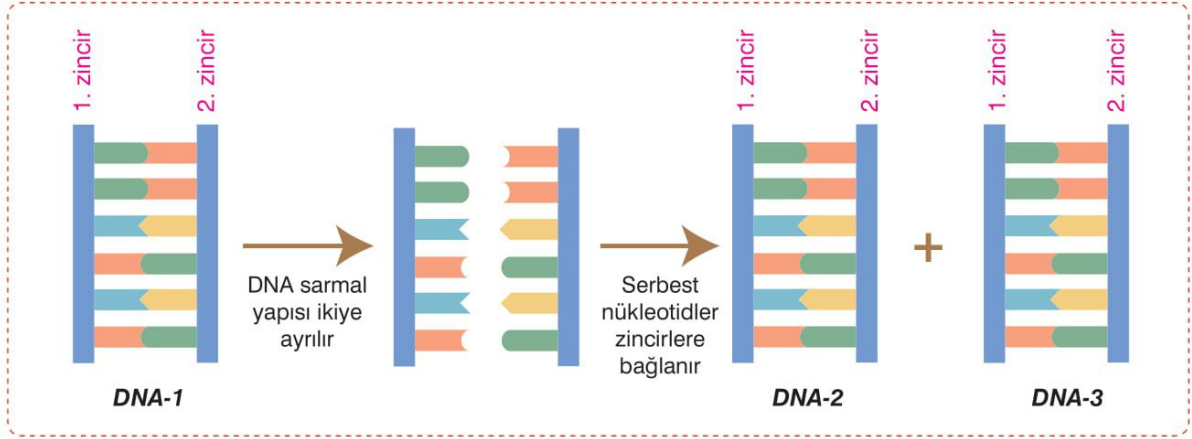 1. zincir
2. zincir
DNA-1
DNA sarmal
yapısı ikiye
ayrılır
Serbest
nükleotidler
zincirlere
bağlanır
1. zincir
2. zincir
DNA-2
+
1. zincir
2. zincir
DNA-3